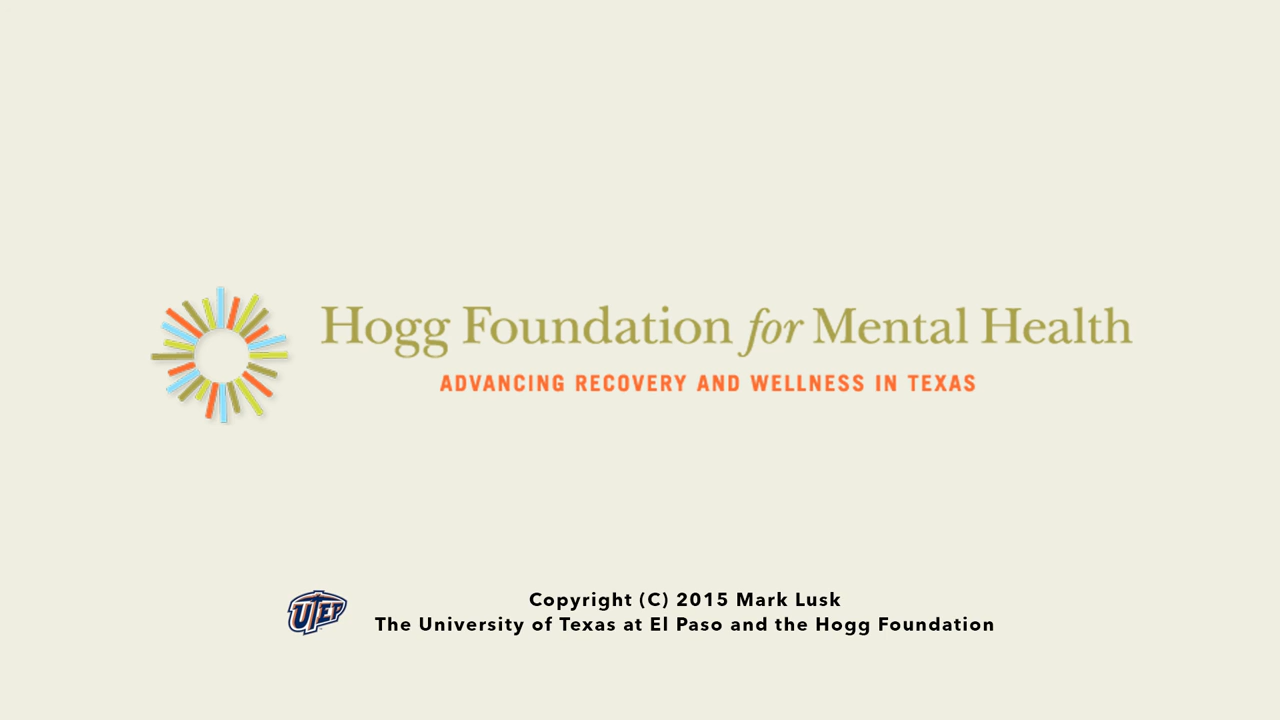 Hogg Foundation for Mental Health
ADVANCING RECOVERY AND WELLNESS IN TEXAS
UTEP
Copyright (C) 2015 Mark Lusk
The University of Texas at El Paso and the Hogg Foundation